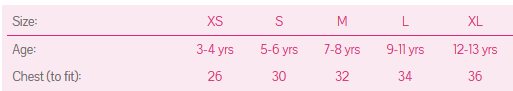 Size: XS S M L XL
Age: 3-4 yrs 5-6 yrs 7-8 yrs 9-11 yrs 12-13 yrs
Chest (to fit): 26 30 32 34 36